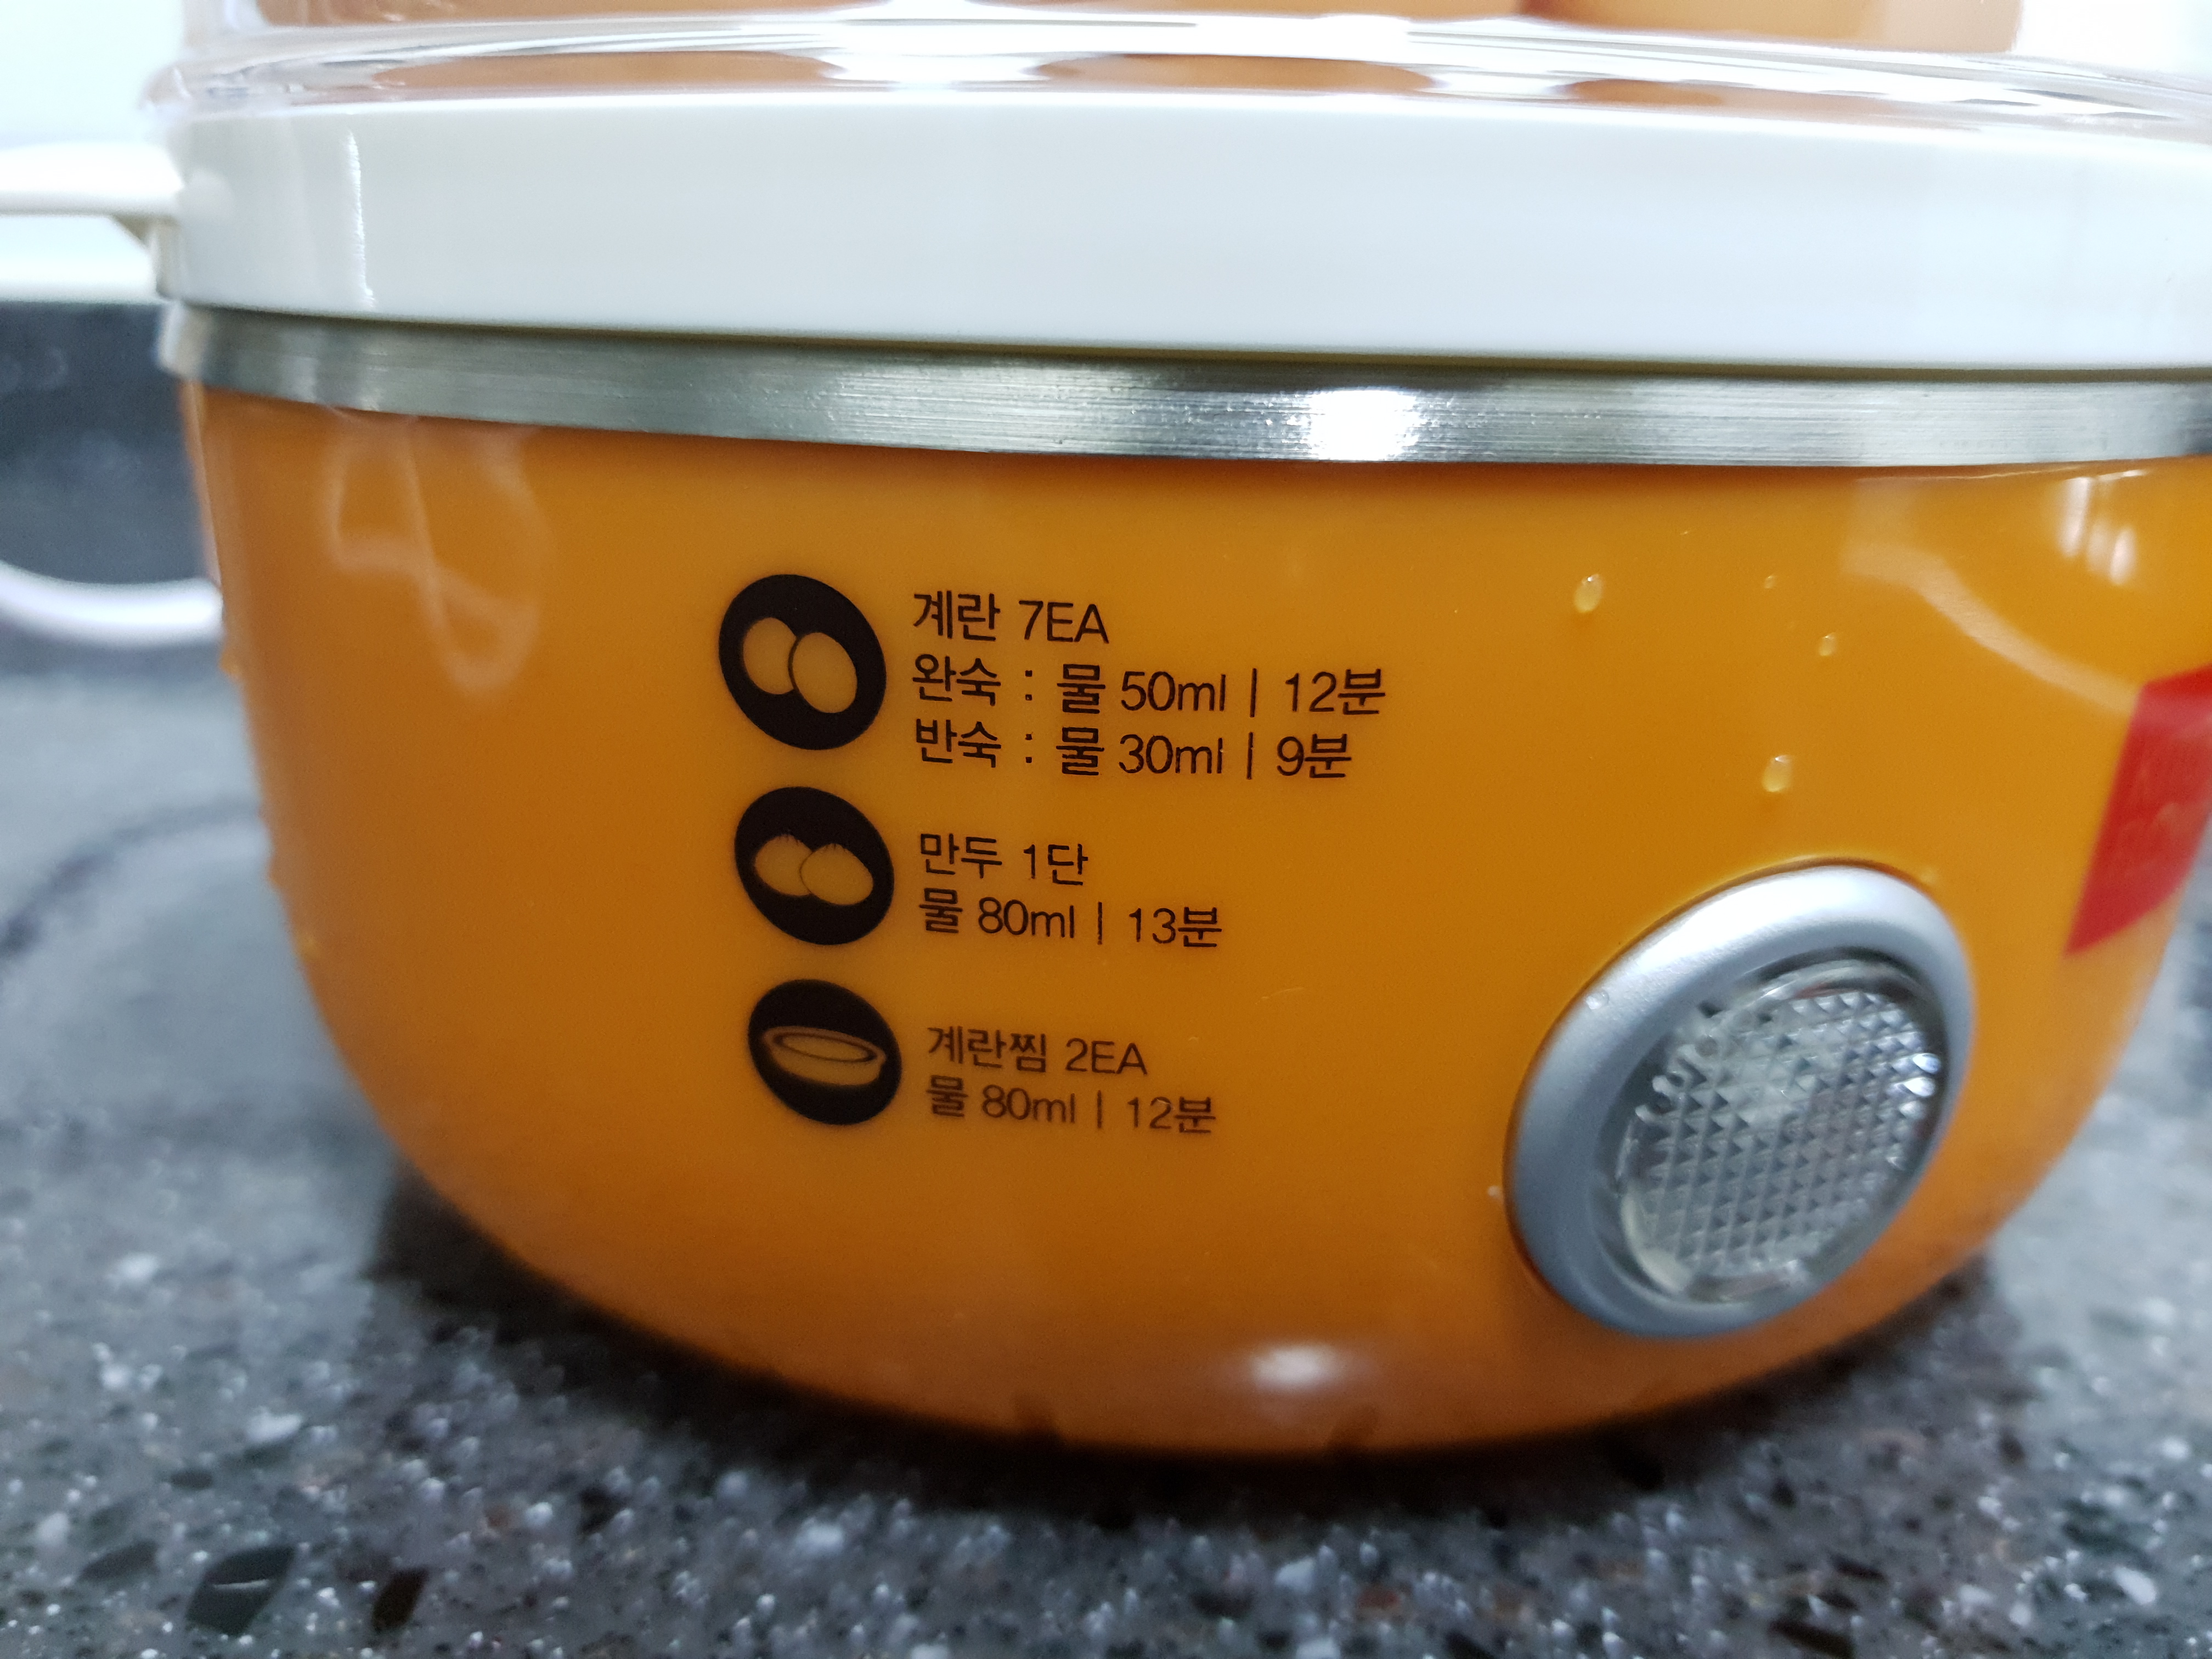 계란 7EA
완숙 : 물 50ml | 12분
반숙 : 물 30ml | 9분
만두 1단
물 80ml | 13분
계란찜 2EA
물 80ml | 12분